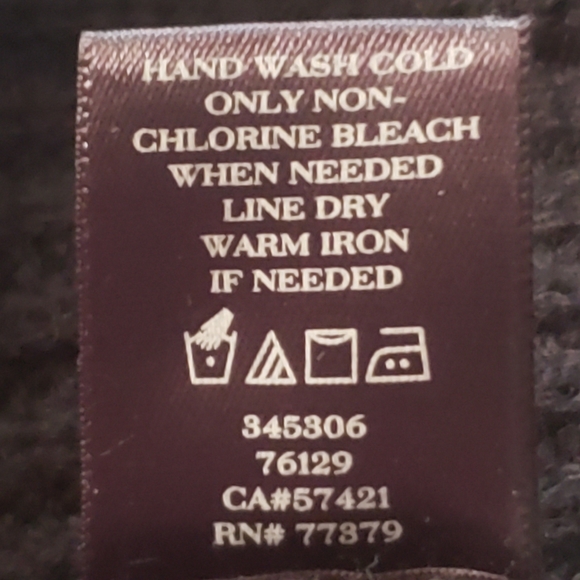 HAND WASH COLD
ONLY NON-
CHLORINE BLEACH
WHEN NEEDED
LINE DRY
WARM IRON
IF NEEDED
345306
76129
CA#57421
RN# 77379